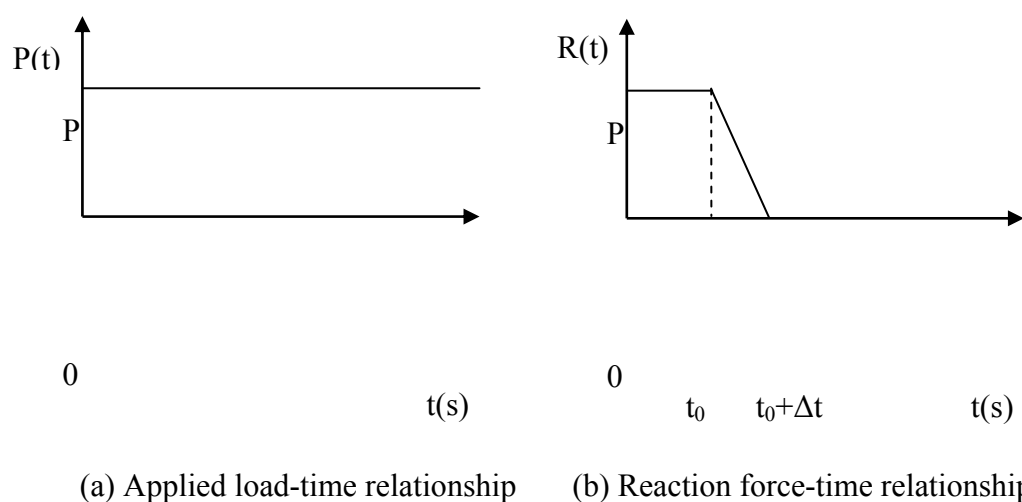 P(t)
P
0
t(s)
(a) Applied load-time relationship
R(t)
P
0
t₀ t₀+Δt t(s)
(b) Reaction force-time relationship